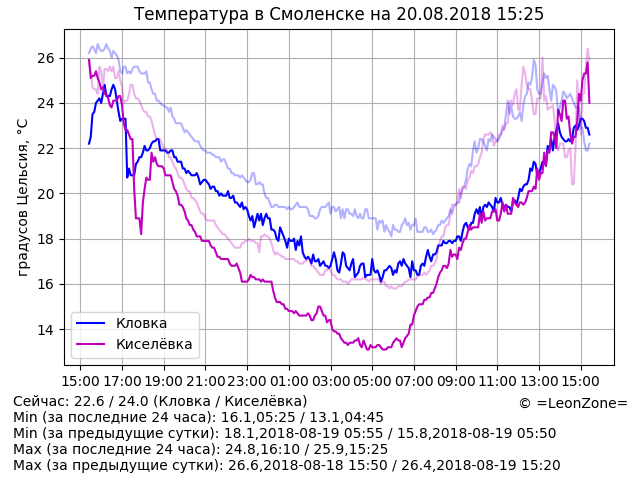 Температура в Смоленске на 20.08.2018 15:25
градусов Цельсия, °C
26
24
22
20
18
16
14
Кловка
Киселёвка
15:00 17:00 19:00 21:00 23:00 01:00 03:00 05:00 07:00 09:00 11:00 13:00 15:00
Сейчас: 22.6 / 24.0 (Кловка / Киселёвка)
© =LeonZone=
Min (за последние 24 часа): 16.1,05:25 / 13.1,04:45
Min (за предыдущие сутки): 18.1,2018-08-19 05:55 / 15.8,2018-08-19 05:50
Max (за последние 24 часа): 24.8,16:10 / 25.9,15:25
Max (за предыдущие сутки): 26.6,2018-08-18 15:50 / 26.4,2018-08-19 15:20